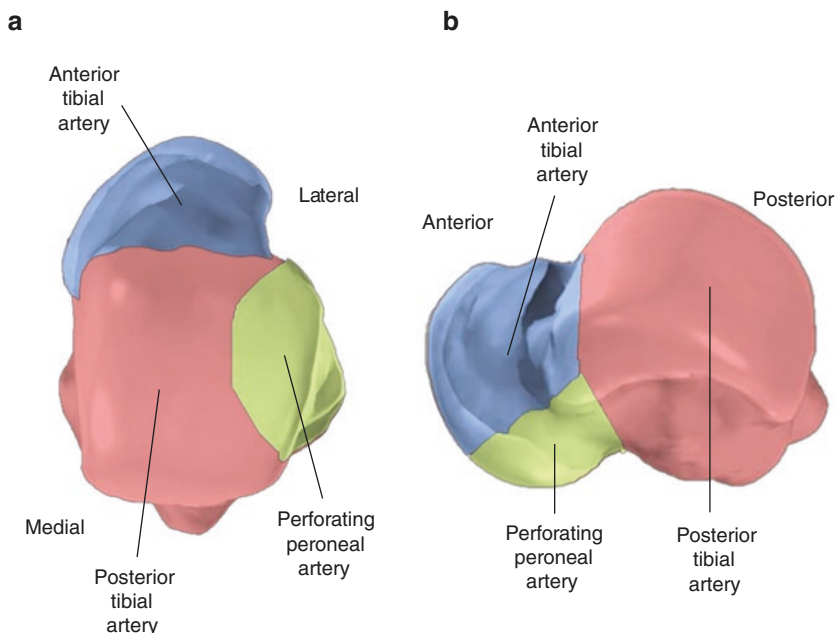 a
Anterior
tibial
artery
Lateral
Medial
Posterior
tibial
artery
Perforating
peroneal
artery
b
Anterior
tibial
artery
Anterior
Posterior
Perforating
peroneal
artery
Posterior
tibial
artery